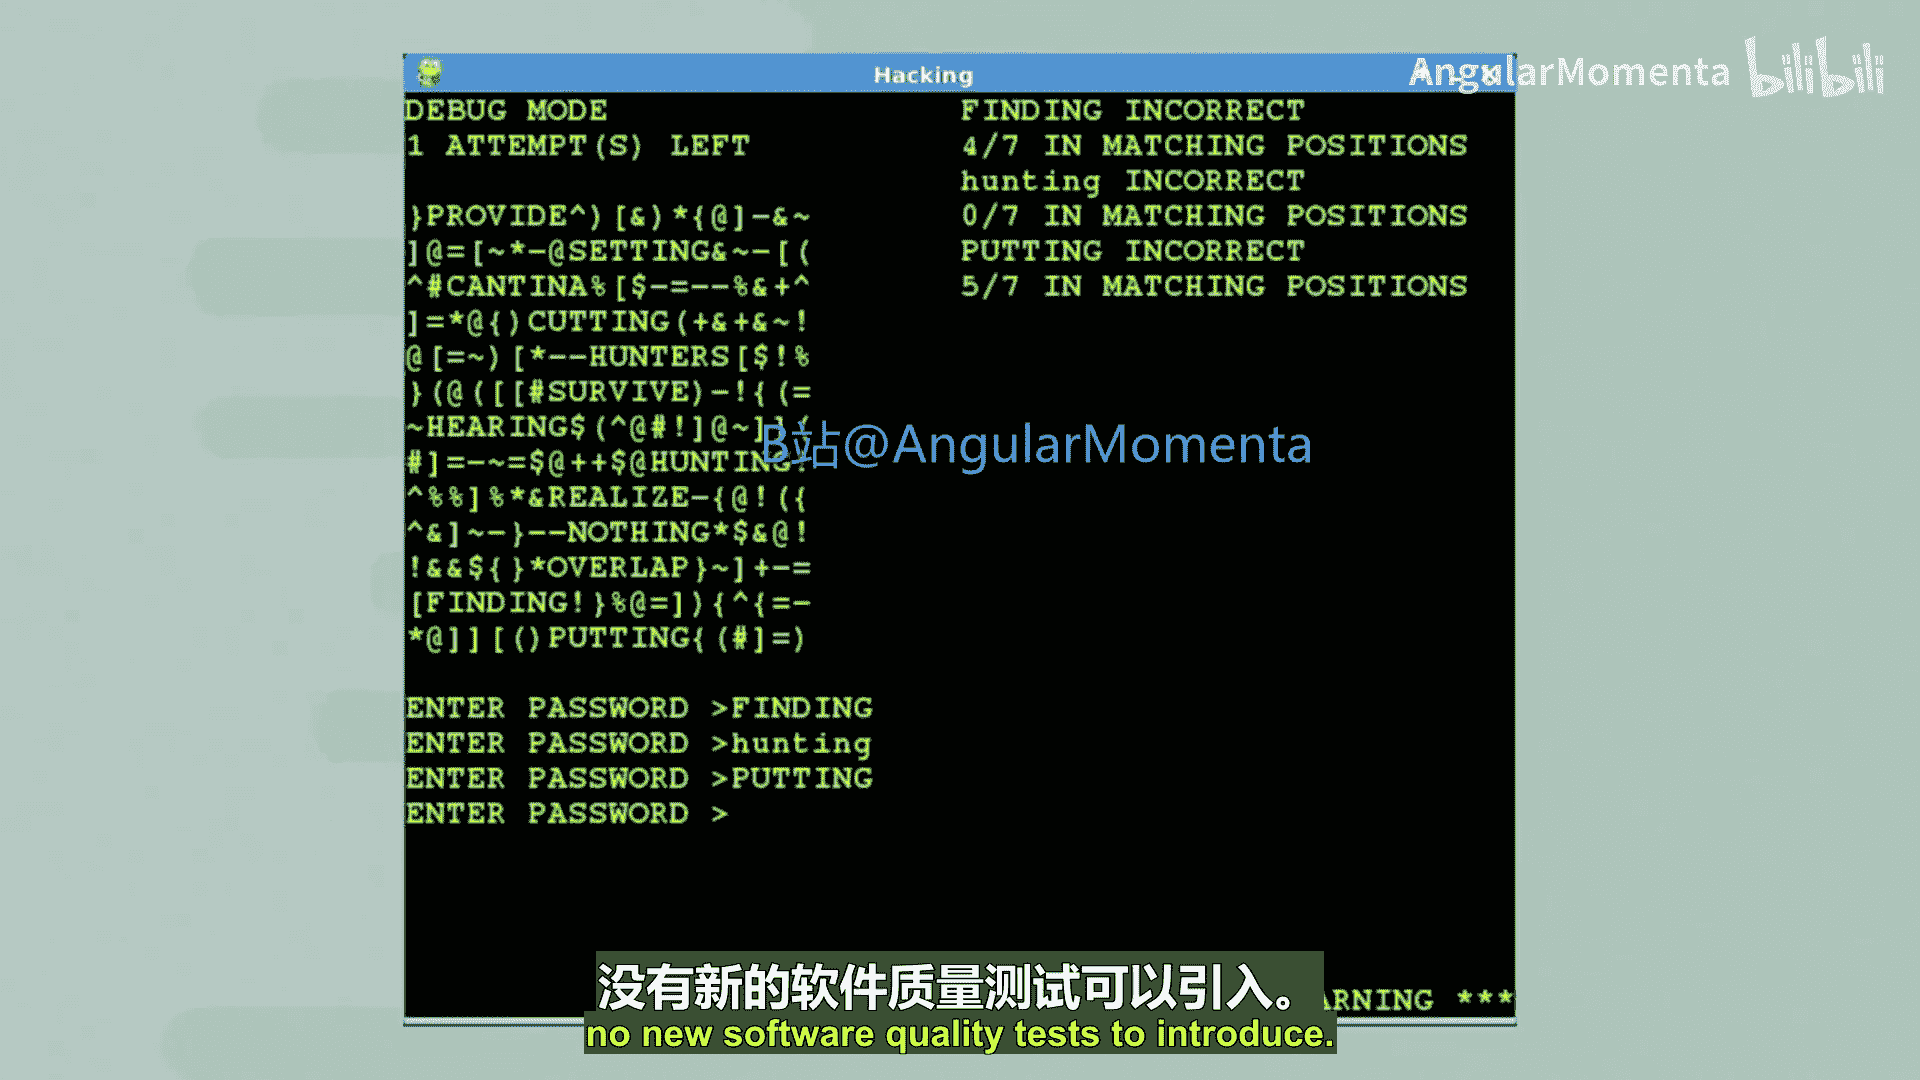 Hacking
AngularMomenta bilibili
DEBUG MODE
1 ATTEMPT(S) LEFT
}PROVIDE^)[&)*{@]-&~
]@=[~*-@SETTING&~-[(
^#CANTINA%[$-=--%&+^
]=*@{)CUTTING(+&+&~!
@[=~)[*--HUNTERS[$!%
}(@([[#SURVIVE)-!{(=
~HEARING$(^@#!]@~]]{
#]=-~=$@++$@HUNTING
^%%]%*&REALIZE-{@!({
^&]~-}--NOTHING*$&@!
!&&${}*OVERLAP}~]+-=
[FINDING!}%@=]){^{=-
*@]][()PUTTING{(#]=)
FINDING INCORRECT
4/7 IN MATCHING POSITIONS
hunting INCORRECT
0/7 IN MATCHING POSITIONS
PUTTING INCORRECT
5/7 IN MATCHING POSITIONS
B站@AngularMomenta
ENTER PASSWORD >FINDING
ENTER PASSWORD >hunting
ENTER PASSWORD >PUTTING
ENTER PASSWORD >
ARNING ***
没有新的软件质量测试可以引入。
no new software quality tests to introduce.